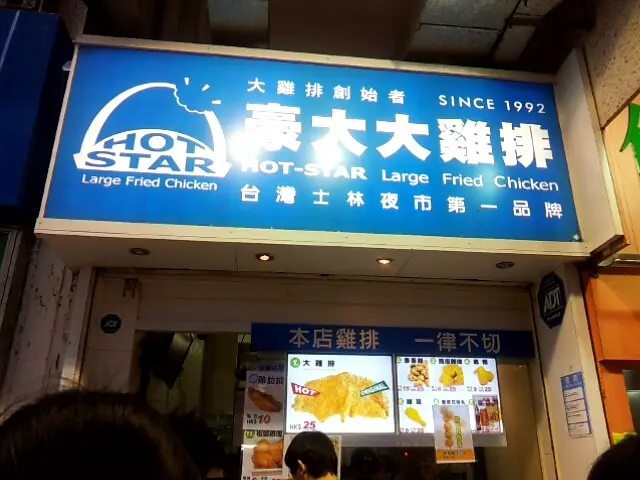 大雞排創始者
SINCE 1992
豪大大雞排
HOT-STAR Large Fried Chicken
台灣士林夜市第一品牌
HOT
STAR
Large Fried Chicken
ADT
ADT
本店雞排 一律不切
大雞排
HOT
HK$ 25
10